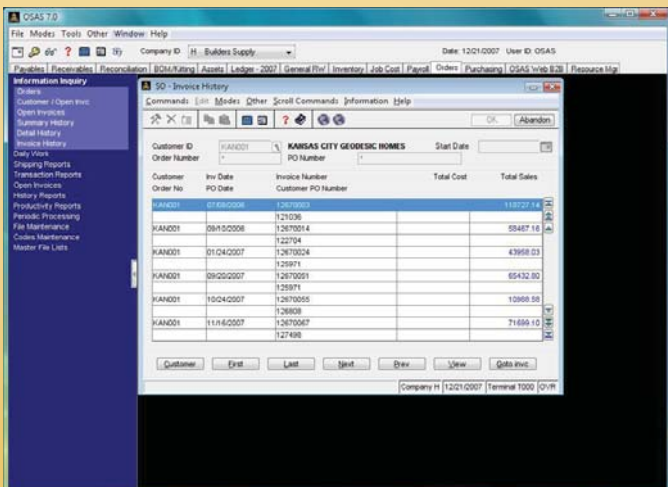 OSAS 7.0
File Modes Tools Other Window Help
Company ID H Builders Supply Date: 12/21/2007 User ID: OSAS
Payables Receivables Reconciliation BOM/Kitting Assets Ledger - 2007 General RW Inventory Job Cost Payroll Orders Purchasing OSAS Web B2B Resource Mgr
Information Inquiry
Orders
Customer / Open Invc
Open Invoices
Summary History
Detail History
Invoice History
Daily Work
Shipping Reports
Transaction Reports
Open Invoices
History Reports
Productivity Reports
Periodic Processing
File Maintenance
Codes Maintenance
Master File Lists
SO - Invoice History
Commands Edit Modes Other Scroll Commands Information Help
OK Abandon
Customer ID KAN001 KANSAS CITY GEODESIC HOMES Start Date
Order Number * PO Number *
Customer Inv Date Invoice Number Total Cost Total Sales
Order No PO Date Customer PO Number
KAN001 12670003
121036
KAN001 09/10/2006 12670014 58467.16
122704
KAN001 01/24/2007 12670024 43958.03
125971
KAN001 09/20/2007 12670051 65432.80
125971
KAN001 10/24/2007 12670055 10868.58
126808
KAN001 11/16/2007 12670067 71699.10
127498
Customer First Last Next Prev View Goto invc
Company H 12/21/2007 Terminal T000 OVR